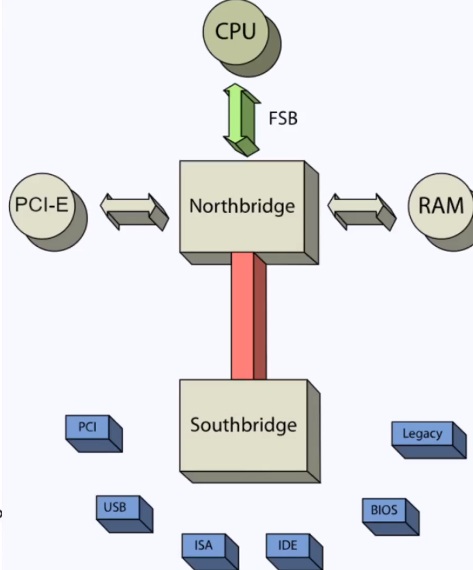 CPU
FSB
PCI-E
Northbridge
RAM
Southbridge
PCI
Legacy
USB
BIOS
ISA
IDE